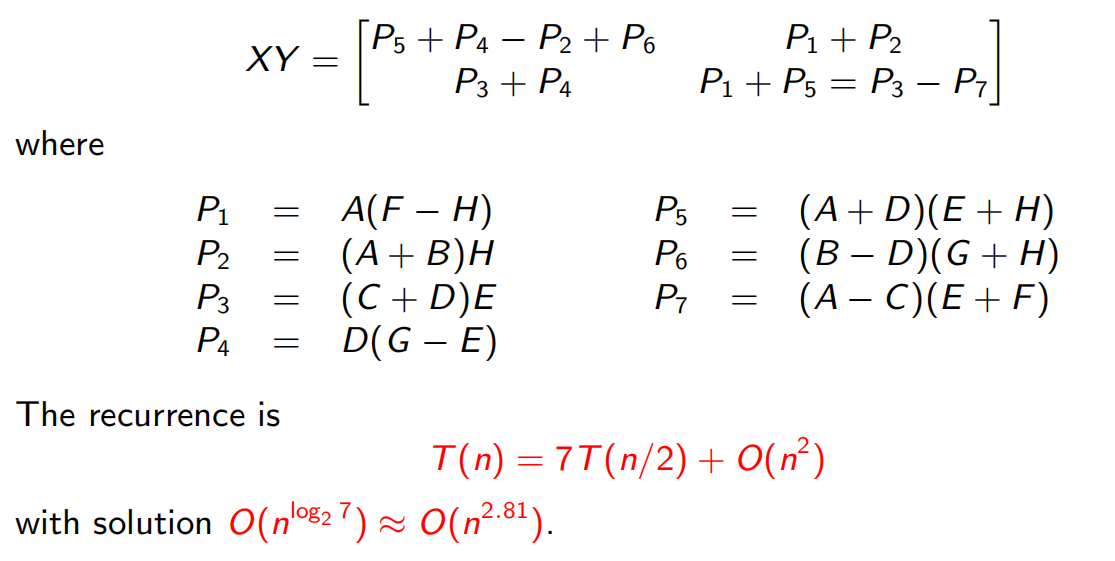 XY = [P₅ + P₄ − P₂ + P₆ P₁ + P₂
P₃ + P₄ P₁ + P₅ = P₃ − P₇]
where
P₁ = A(F − H) P₅ = (A + D)(E + H)
P₂ = (A + B)H P₆ = (B − D)(G + H)
P₃ = (C + D)E P₇ = (A − C)(E + F)
P₄ = D(G − E)
The recurrence is
T(n) = 7T(n/2) + O(n²)
with solution O(n^{log₂ 7}) ≈ O(n^{2.81}).